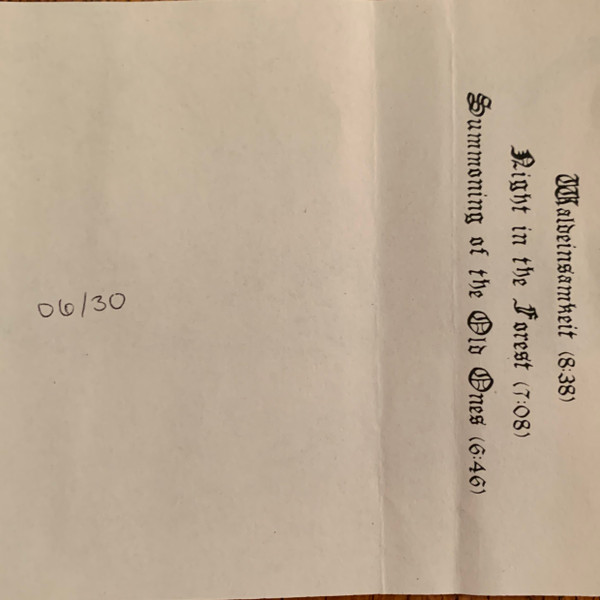 Waldeinsamkeit (8:38)
Night in the Forest (7:08)
Summoning of the Old Ones (6:46)
06/30